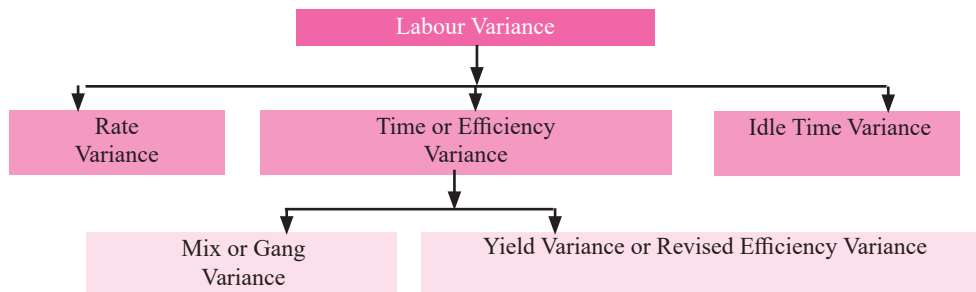 Labour Variance
Rate
Variance
Time or Efficiency
Variance
Idle Time Variance
Mix or Gang
Variance
Yield Variance or Revised Efficiency Variance